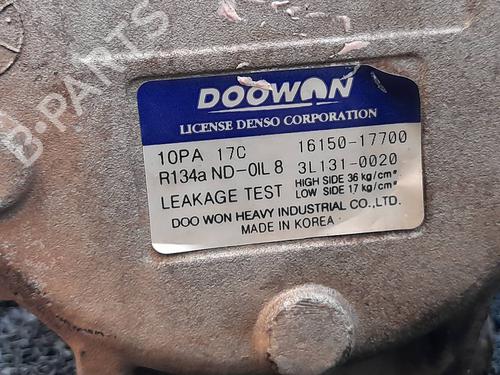 B-PARTS
DOOWON
LICENSE DENSO CORPORATION
10PA 17C 16150-17700
R134a ND-OIL 8 3L131-0020
LEAKAGE TEST HIGH SIDE 36 kg/cm² LOW SIDE 17 kg/cm²
DOO WON HEAVY INDUSTRIAL CO.,LTD.
MADE IN KOREA